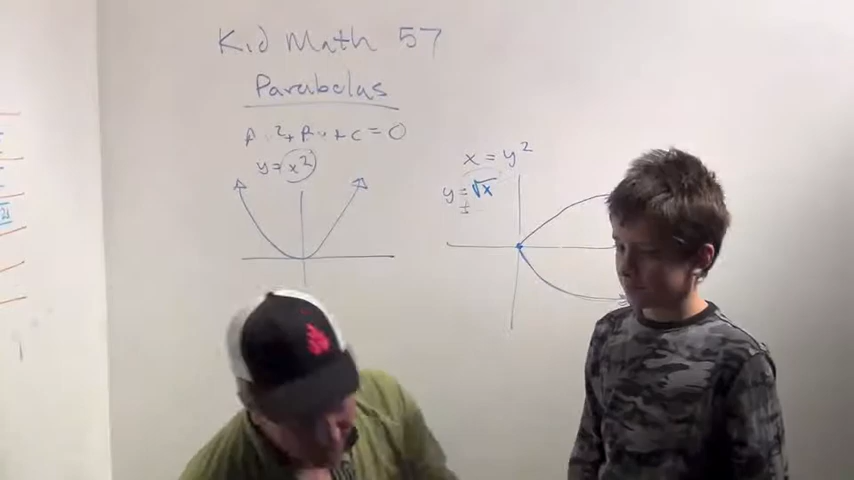 Kid Math 57
Parabolas
y = x²
x = y²
y = ± √x